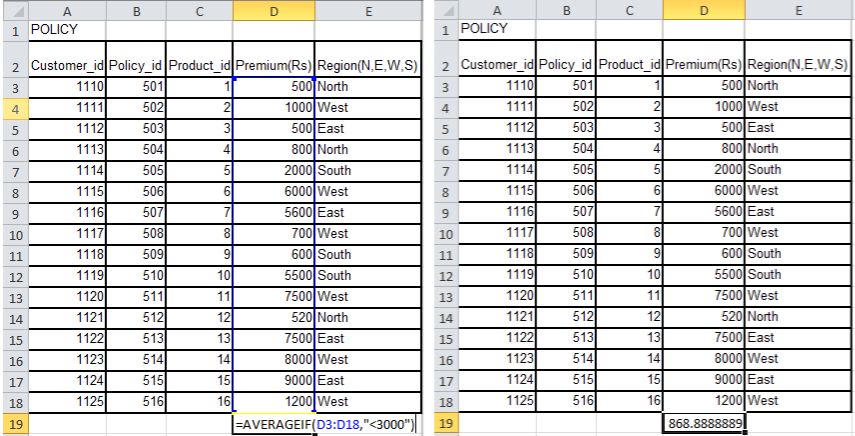 A B C D E
1 POLICY
2 Customer_id Policy_id Product_id Premium(Rs) Region(N,E,W,S)
3 1110 501 1 500 North
4 1111 502 2 1000 West
5 1112 503 3 500 East
6 1113 504 4 800 North
7 1114 505 5 2000 South
8 1115 506 6 6000 West
9 1116 507 7 5600 East
10 1117 508 8 700 West
11 1118 509 9 600 South
12 1119 510 10 5500 South
13 1120 511 11 7500 West
14 1121 512 12 520 North
15 1122 513 13 7500 East
16 1123 514 14 8000 West
17 1124 515 15 9000 East
18 1125 516 16 1200 West
19 =AVERAGEIF(D3:D18,"<3000")
A B C D E
1 POLICY
2 Customer_id Policy_id Product_id Premium(Rs) Region(N,E,W,S)
3 1110 501 1 500 North
4 1111 502 2 1000 West
5 1112 503 3 500 East
6 1113 504 4 800 North
7 1114 505 5 2000 South
8 1115 506 6 6000 West
9 1116 507 7 5600 East
10 1117 508 8 700 West
11 1118 509 9 600 South
12 1119 510 10 5500 South
13 1120 511 11 7500 West
14 1121 512 12 520 North
15 1122 513 13 7500 East
16 1123 514 14 8000 West
17 1124 515 15 9000 East
18 1125 516 16 1200 West
19 868.8888889